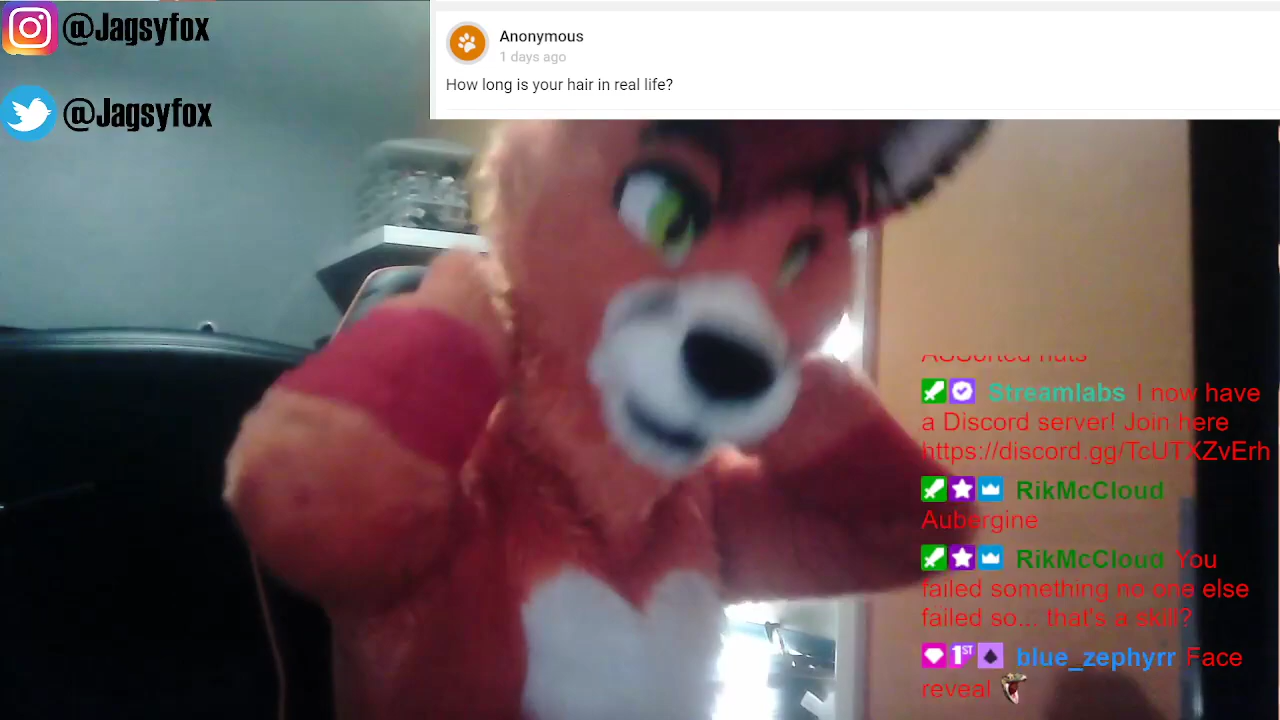 @Jagsyfox
@Jagsyfox
Anonymous
1 days ago
How long is your hair in real life?
ASSorted nuts
Streamlabs I now have
a Discord server! Join here
https://discord.gg/TcUTXZvErh
RikMcCloud
Aubergine
RikMcCloud You
failed something no one else
failed so... that's a skill?
1ST blue_zephyrr Face
reveal